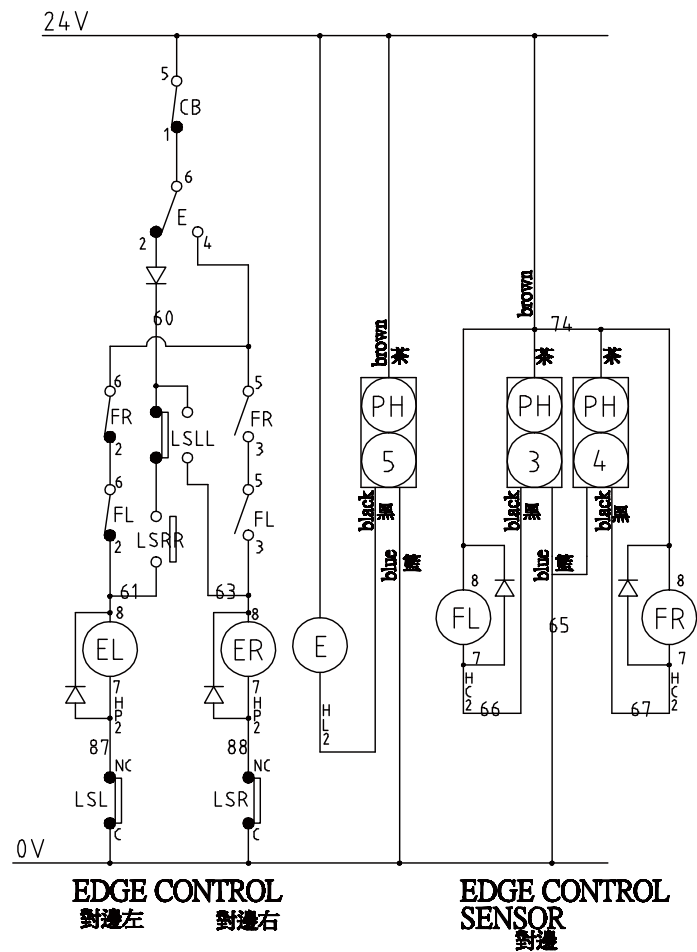 24V
5
CB
1
6
E
2
4
60
brown
茶
brown
74
茶
茶
6
FR
2
5
FR
3
LSLL
PH
5
PH
3
PH
4
6
FL
2
5
FL
3
LSRR
black
黑
blue
藍
black
黑
blue
藍
black
黑
61
63
8
EL
7
HP2
8
ER
7
HP2
E
HL2
8
FL
7
HC2
66
65
8
FR
7
HC2
67
87
88
NC
LSL
C
NC
LSR
C
0V
EDGE CONTROL
對邊左 對邊右
EDGE CONTROL
SENSOR
對邊